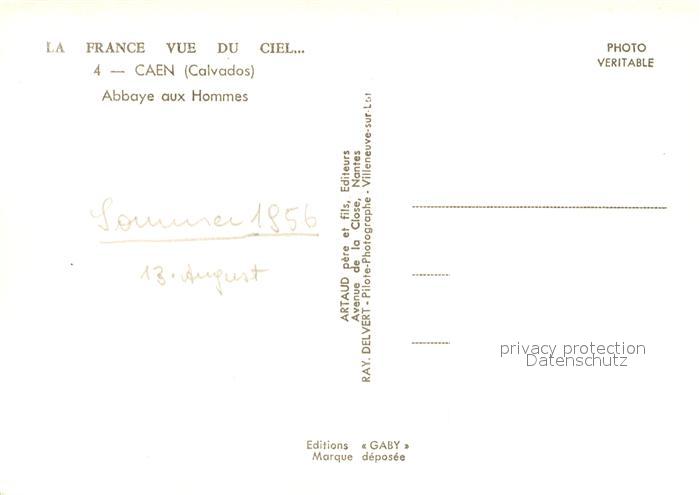 LA FRANCE VUE DU CIEL...
4 — CAEN (Calvados)
Abbaye aux Hommes
PHOTO
VERITABLE
Sommer 1956
13. August
ARTAUD père et fils, Editeurs
Avenue de la Close, Nantes
RAY. DELVERT - Pilote-Photographe - Villeneuve-sur-Lot
privacy protection
Datenschutz
Editions « GABY »
Marque déposée